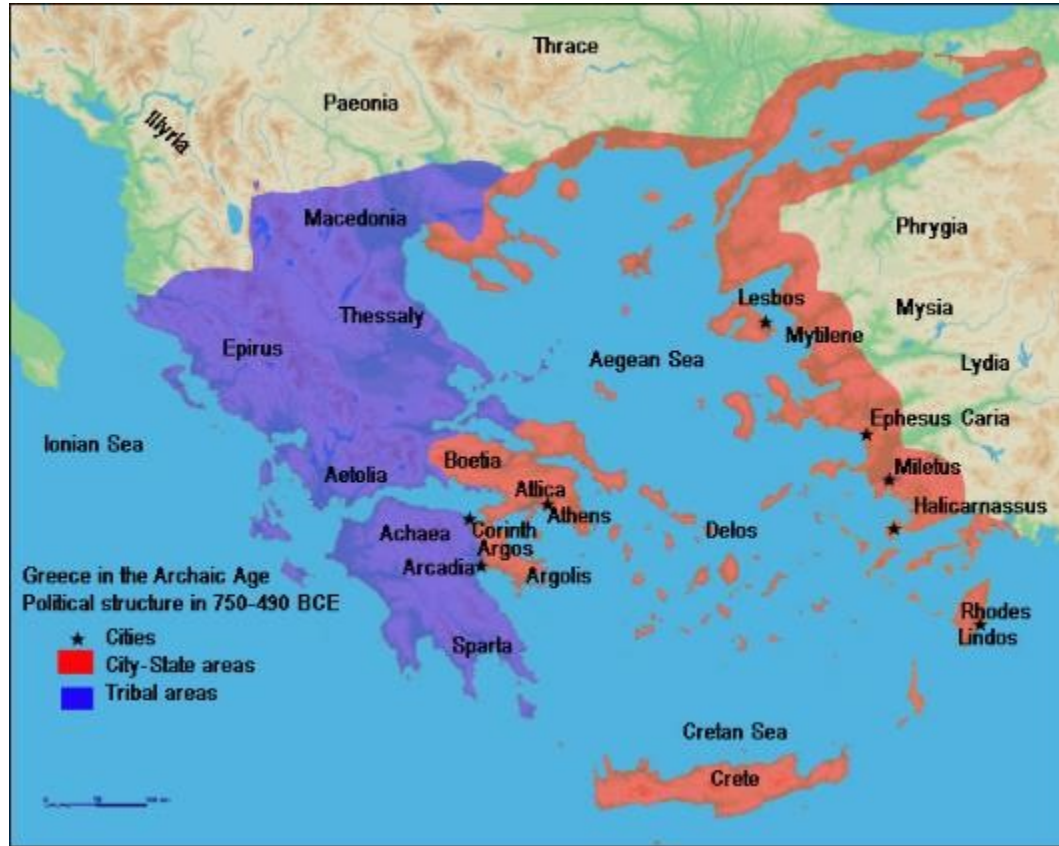 Thrace
Paeonia
Illyria
Macedonia
Phrygia
Lesbos
Mysia
Thessaly
Mytilene
Epirus
Aegean Sea
Lydia
Ephesus Caria
Ionian Sea
Boetia
Aetolia
Attica
Miletus
Athens
Halicarnassus
Achaea
Corinth
Delos
Argos
Arcadia
Argolis
Greece in the Archaic Age
Political structure in 750-490 BCE
Rhodes
Lindos
Cities
Sparta
City-State areas
Tribal areas
Cretan Sea
Crete